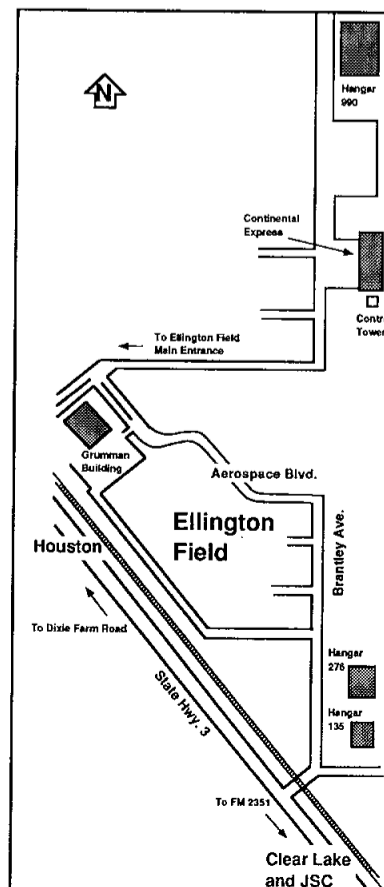 N
Hangar
990
Continental
Express
Contr
Tower
To Ellington Field
Main Entrance
Grumman
Building
Aerospace Blvd.
Ellington
Field
Brantley Ave.
Houston
To Dixie Farm Road
State Hwy. 3
Hangar
276
Hangar
135
To FM 2351
Clear Lake
and JSC